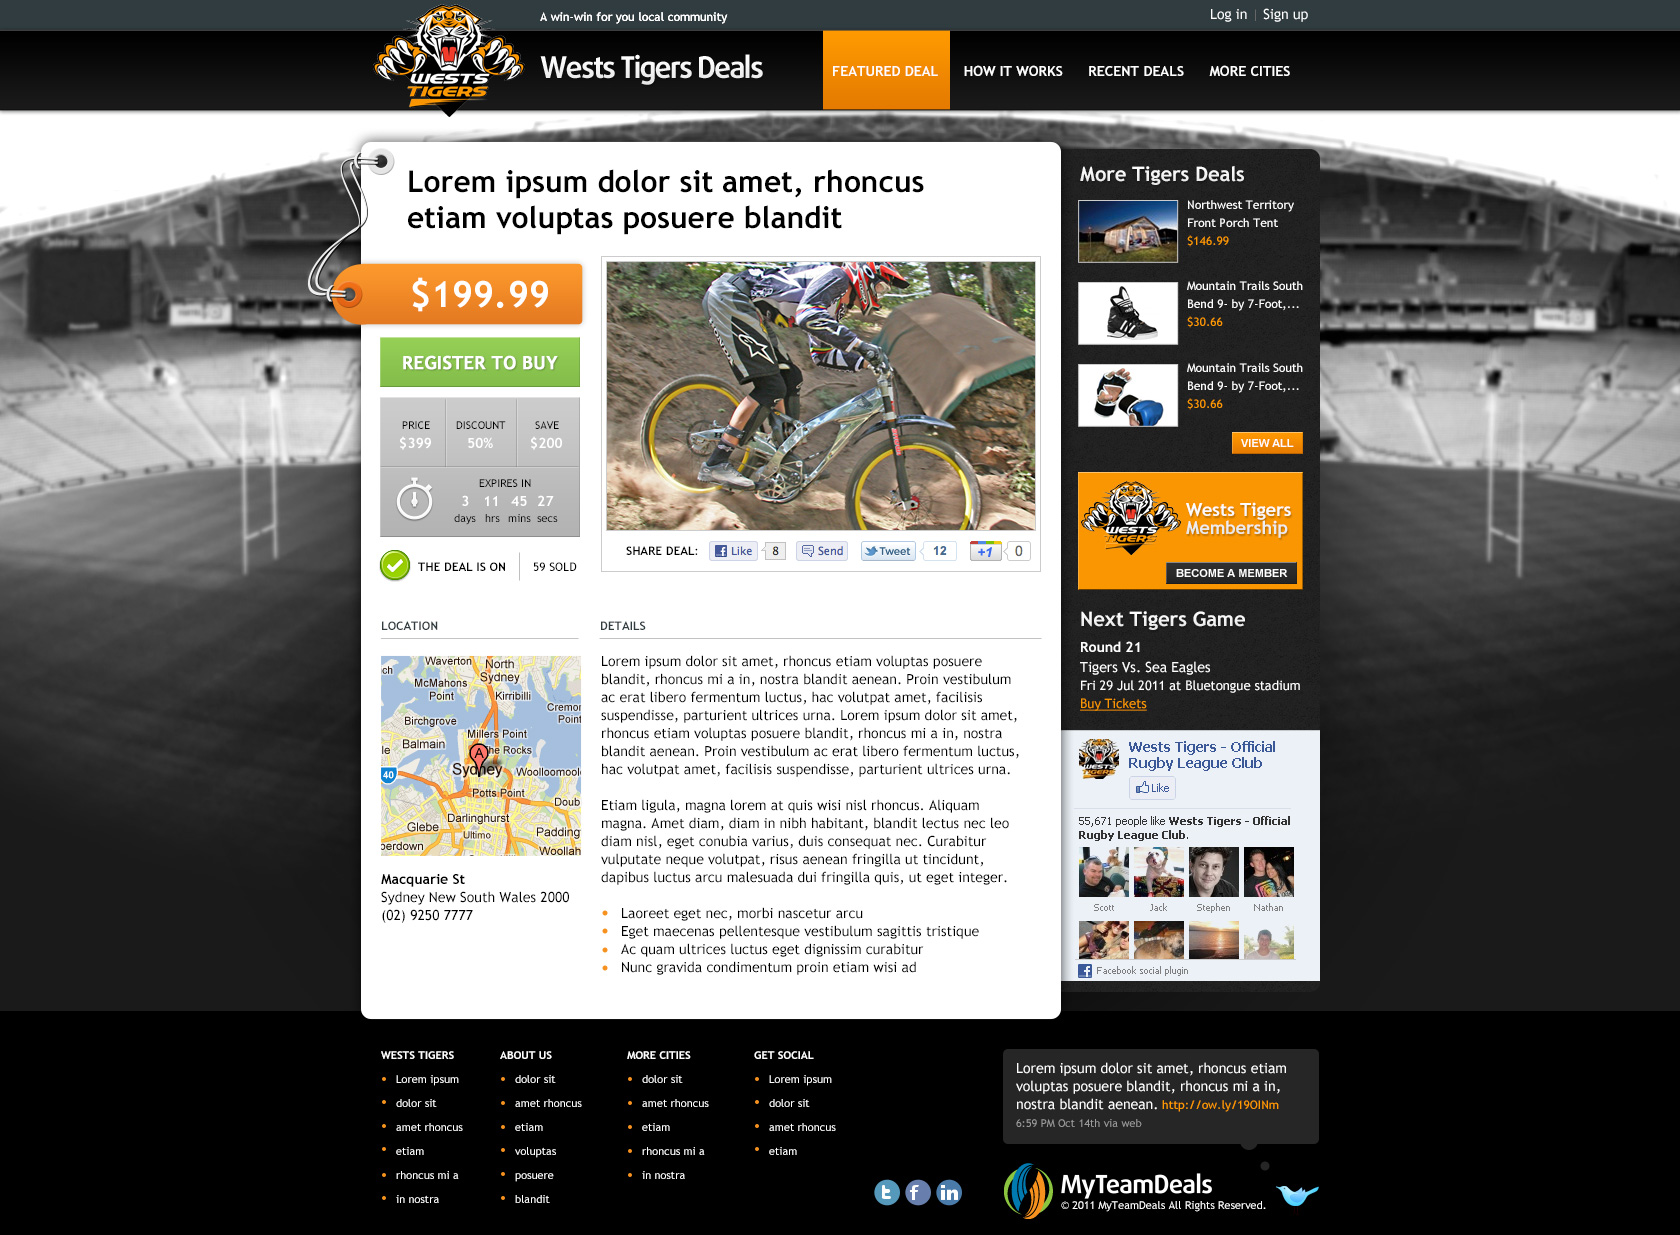 A win-win for you local community
Log in | Sign up
WESTS
TIGERS
Wests Tigers Deals
FEATURED DEAL
HOW IT WORKS
RECENT DEALS
MORE CITIES
Lorem ipsum dolor sit amet, rhoncus
etiam voluptas posuere blandit
$199.99
REGISTER TO BUY
PRICE
$399
DISCOUNT
50%
SAVE
$200
EXPIRES IN
3 11 45 27
days hrs mins secs
THE DEAL IS ON
59 SOLD
SHARE DEAL:
Like
8
Send
Tweet
12
+1
0
LOCATION
ch
Waverton
North
Sydney
McMahons
Point
Kirribilli
Cremor
Point
Birchgrove
Millers Point
le
Balmain
The Rocks
A
40
Sydney
Woolloomool
Potts Point
Doub
Darlinghurst
Glebe
Ultimo
Padding
perdown
Woollah
Macquarie St
Sydney New South Wales 2000
(02) 9250 7777
DETAILS
Lorem ipsum dolor sit amet, rhoncus etiam voluptas posuere
blandit, rhoncus mi a in, nostra blandit aenean. Proin vestibulum
ac erat libero fermentum luctus, hac volutpat amet, facilisis
suspendisse, parturient ultrices urna. Lorem ipsum dolor sit amet,
rhoncus etiam voluptas posuere blandit, rhoncus mi a in, nostra
blandit aenean. Proin vestibulum ac erat libero fermentum luctus,
hac volutpat amet, facilisis suspendisse, parturient ultrices urna.
Etiam ligula, magna lorem at quis wisi nisl rhoncus. Aliquam
magna. Amet diam, diam in nibh habitant, blandit lectus nec leo
diam nisl, eget conubia varius, duis consequat nec. Curabitur
vulputate neque volutpat, risus aenean fringilla ut tincidunt,
dapibus luctus arcu malesuada dui fringilla quis, ut eget integer.
• Laoreet eget nec, morbi nascetur arcu
• Eget maecenas pellentesque vestibulum sagittis tristique
• Ac quam ultrices luctus eget dignissim curabitur
• Nunc gravida condimentum proin etiam wisi ad
More Tigers Deals
Northwest Territory
Front Porch Tent
$146.99
Mountain Trails South
Bend 9- by 7-Foot,...
$30.66
Mountain Trails South
Bend 9- by 7-Foot,...
$30.66
VIEW ALL
WESTS
TIGERS
Wests Tigers
Membership
BECOME A MEMBER
Next Tigers Game
Round 21
Tigers Vs. Sea Eagles
Fri 29 Jul 2011 at Bluetongue stadium
Buy Tickets
WESTS
TIGERS
Wests Tigers - Official
Rugby League Club
Like
55,671 people like Wests Tigers - Official
Rugby League Club.
Scott
Jack
Stephen
Nathan
Facebook social plugin
WESTS TIGERS
• Lorem ipsum
• dolor sit
• amet rhoncus
• etiam
• rhoncus mi a
• in nostra
ABOUT US
• dolor sit
• amet rhoncus
• etiam
• voluptas
• posuere
• blandit
MORE CITIES
• dolor sit
• amet rhoncus
• etiam
• rhoncus mi a
• in nostra
GET SOCIAL
• Lorem ipsum
• dolor sit
• amet rhoncus
• etiam
Lorem ipsum dolor sit amet, rhoncus etiam
voluptas posuere blandit, rhoncus mi a in,
nostra blandit aenean. http://ow.ly/19OINm
6:59 PM Oct 14th via web
t
f
in
MyTeamDeals
© 2011 MyTeamDeals All Rights Reserved.